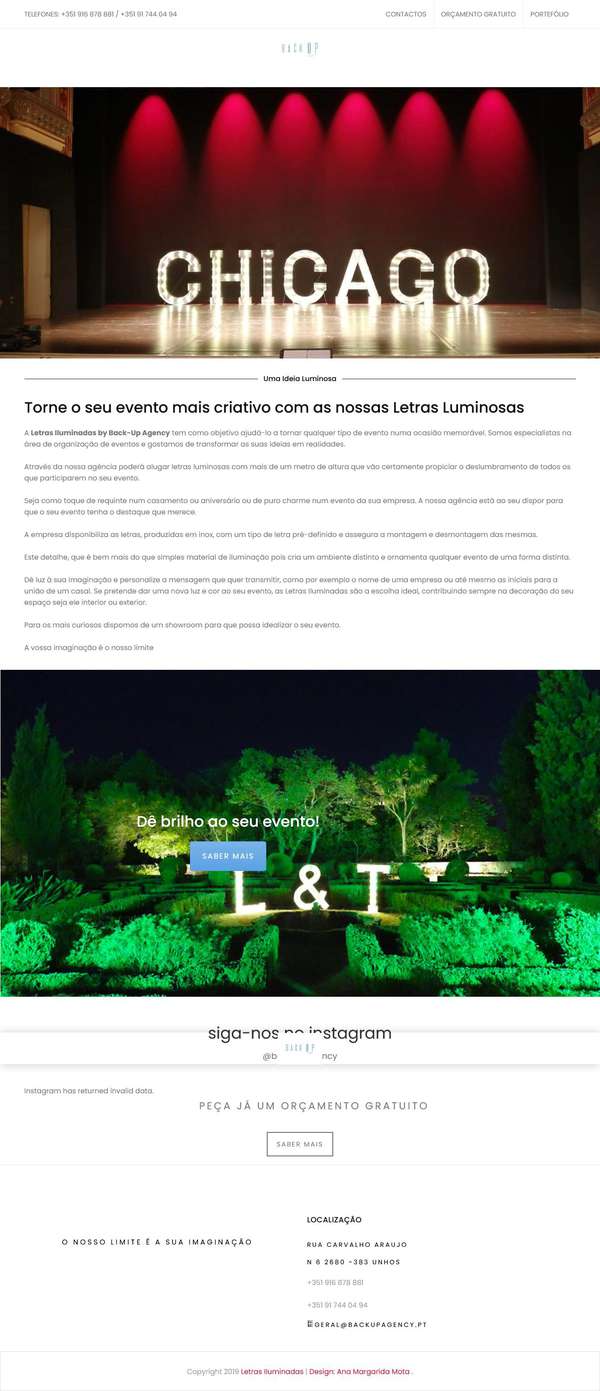 TELEFONES: +351 916 878 881 / +351 91 744 04 94
CONTACTOS
ORÇAMENTO GRATUITO
PORTEFÓLIO
BACK UP
CHICAGO
Uma Ideia Luminosa
Torne o seu evento mais criativo com as nossas Letras Luminosas
A Letras Iluminadas by Back-Up Agency tem como objetivo ajudá-lo a tornar qualquer tipo de evento numa ocasião memorável. Somos especialistas na
área de organização de eventos e gostamos de transformar as suas ideias em realidades.
Através da nossa agência poderá alugar letras luminosas com mais de um metro de altura que vão certamente propiciar o deslumbramento de todos os
que participarem no seu evento.
Seja como toque de requinte num casamento ou aniversário ou de puro charme num evento da sua empresa. A nossa agência está ao seu dispor para
que o seu evento tenha o destaque que merece.
A empresa disponibiliza as letras, produzidas em inox, com um tipo de letra pré-definido e assegura a montagem e desmontagem das mesmas.
Este detalhe, que é bem mais do que simples material de iluminação pois cria um ambiente distinto e ornamenta qualquer evento de uma forma distinta.
Dê luz à sua imaginação e personalize a mensagem que quer transmitir, como por exemplo o nome de uma empresa ou até mesmo as iniciais para a
união de um casal. Se pretende dar uma nova luz e cor ao seu evento, as Letras Iluminadas são a escolha ideal, contribuindo sempre na decoração do seu
espaço seja ele interior ou exterior.
Para os mais curiosos dispomos de um showroom para que possa idealizar o seu evento.
A vossa imaginação é o nosso limite
Dê brilho ao seu evento!
SABER MAIS
L & T
siga-nos no instagram
BACK UP
Instagram has returned invalid data.
PEÇA JÁ UM ORÇAMENTO GRATUITO
SABER MAIS
O NOSSO LIMITE É A SUA IMAGINAÇÃO
LOCALIZAÇÃO
RUA CARVALHO ARAUJO
N 6 2680 -383 UNHOS
+351 916 878 881
+351 91 744 04 94
GERAL@BACKUPAGENCY.PT
Copyright 2019 Letras Iluminadas | Design: Ana Margarida Mota .